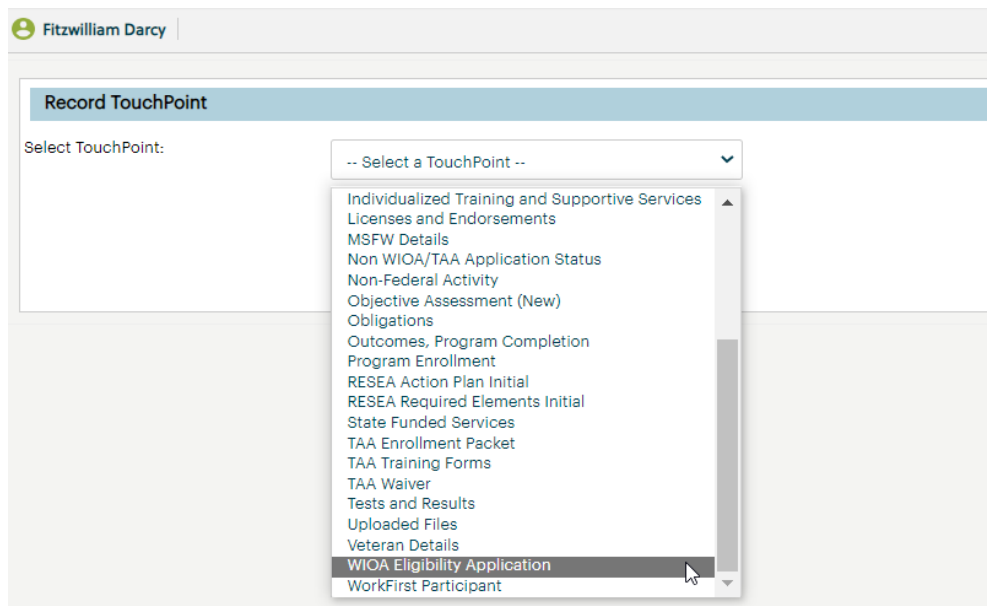 Fitzwilliam Darcy
Record TouchPoint
Select TouchPoint:
-- Select a TouchPoint --
Individualized Training and Supportive Services
Licenses and Endorsements
MSFW Details
Non WIOA/TAA Application Status
Non-Federal Activity
Objective Assessment (New)
Obligations
Outcomes, Program Completion
Program Enrollment
RESEA Action Plan Initial
RESEA Required Elements Initial
State Funded Services
TAA Enrollment Packet
TAA Training Forms
TAA Waiver
Tests and Results
Uploaded Files
Veteran Details
WIOA Eligibility Application
WorkFirst Participant